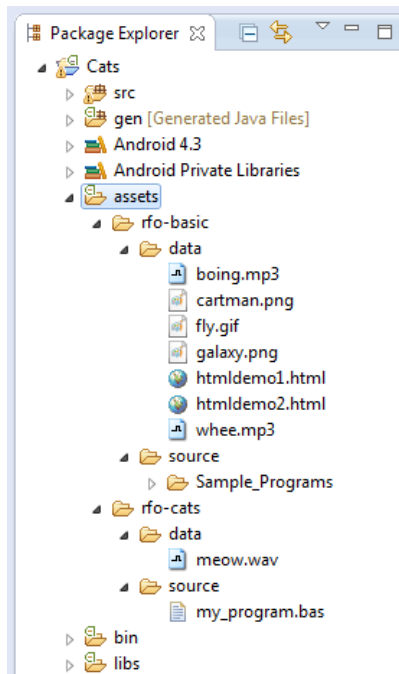 Package Explorer
Cats
src
gen [Generated Java Files]
Android 4.3
Android Private Libraries
assets
rfo-basic
data
boing.mp3
cartman.png
fly.gif
galaxy.png
htmldemo1.html
htmldemo2.html
whee.mp3
source
Sample_Programs
rfo-cats
data
meow.wav
source
my_program.bas
bin
libs